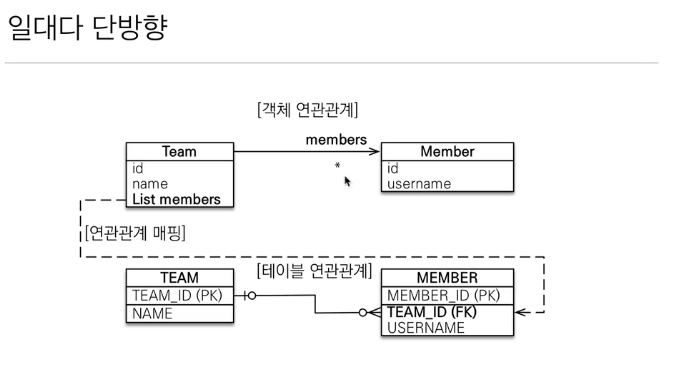 일대다 단방향
[객체 연관관계]
members
Team
id
name
List members
*
Member
id
username
[연관관계 매핑]
[테이블 연관관계]
TEAM
TEAM_ID (PK)
NAME
MEMBER
MEMBER_ID (PK)
TEAM_ID (FK)
USERNAME